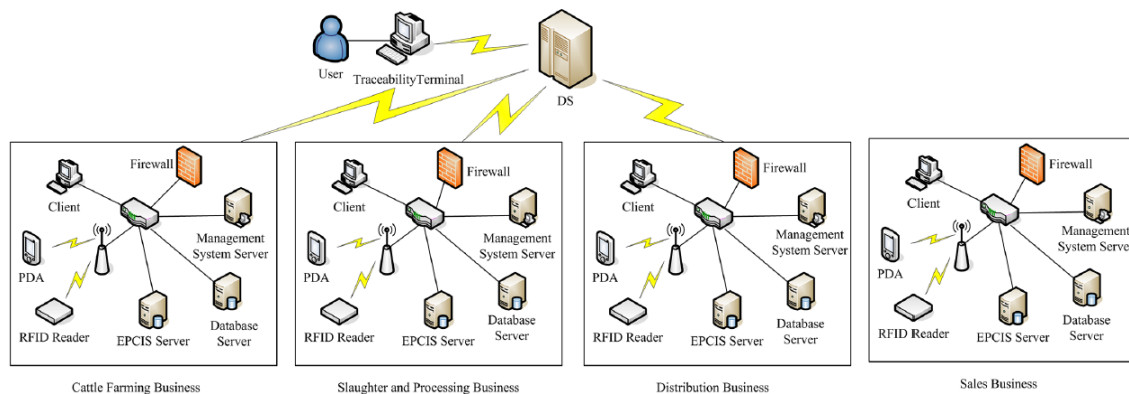 User
TraceabilityTerminal
DS
Firewall
Client
Management
System Server
PDA
RFID Reader
EPCIS Server
Database
Server
Cattle Farming Business
Firewall
Client
Management
System Server
PDA
RFID Reader
EPCIS Server
Database
Server
Slaughter and Processing Business
Firewall
Client
Management
System Server
PDA
RFID Reader
EPCIS Server
Database
Server
Distribution Business
Firewall
Client
Management
System Server
PDA
RFID Reader
EPCIS Server
Database
Server
Sales Business